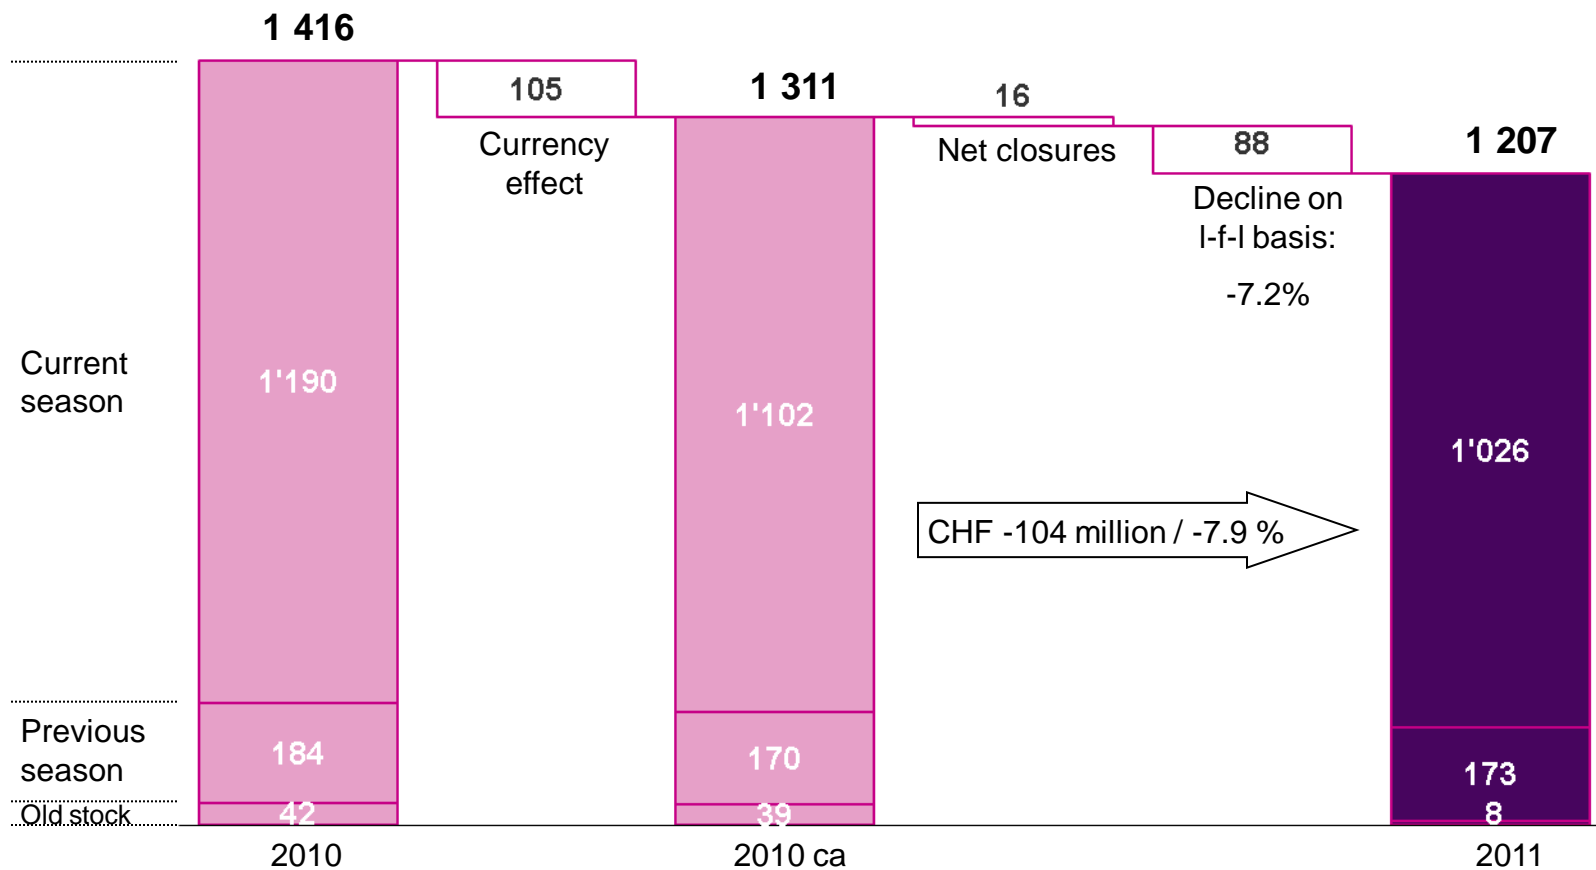 1 416
105
1 311
16
Currency
effect
Net closures
88
1 207
Decline on
l-f-l basis:
-7.2%
Current
season
1'190
1'102
1'026
CHF -104 million / -7.9 %
Previous
season
184
170
173
Old stock
42
39
8
2010
2010 ca
2011